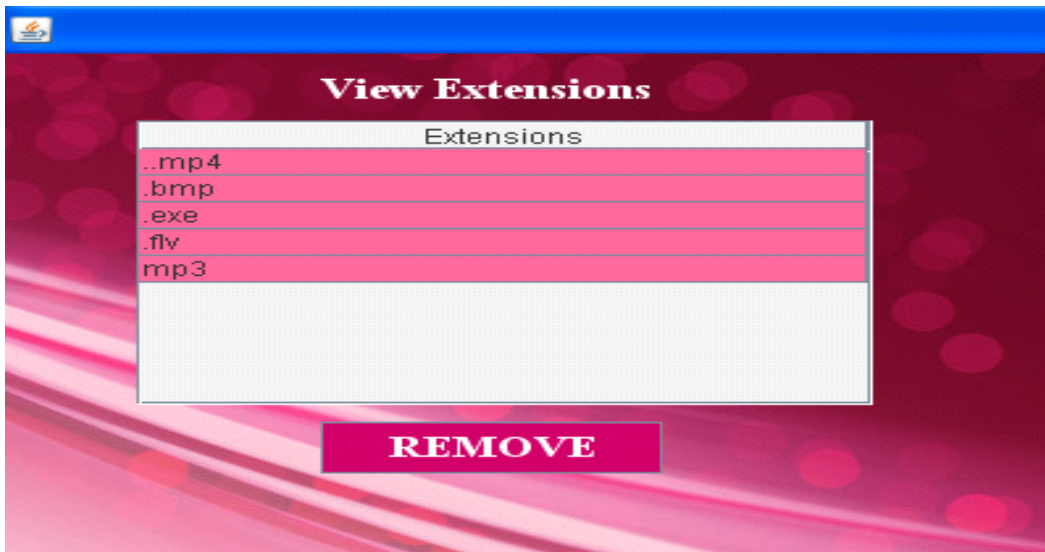 View Extensions
Extensions
..mp4
.bmp
.exe
.flv
mp3
REMOVE